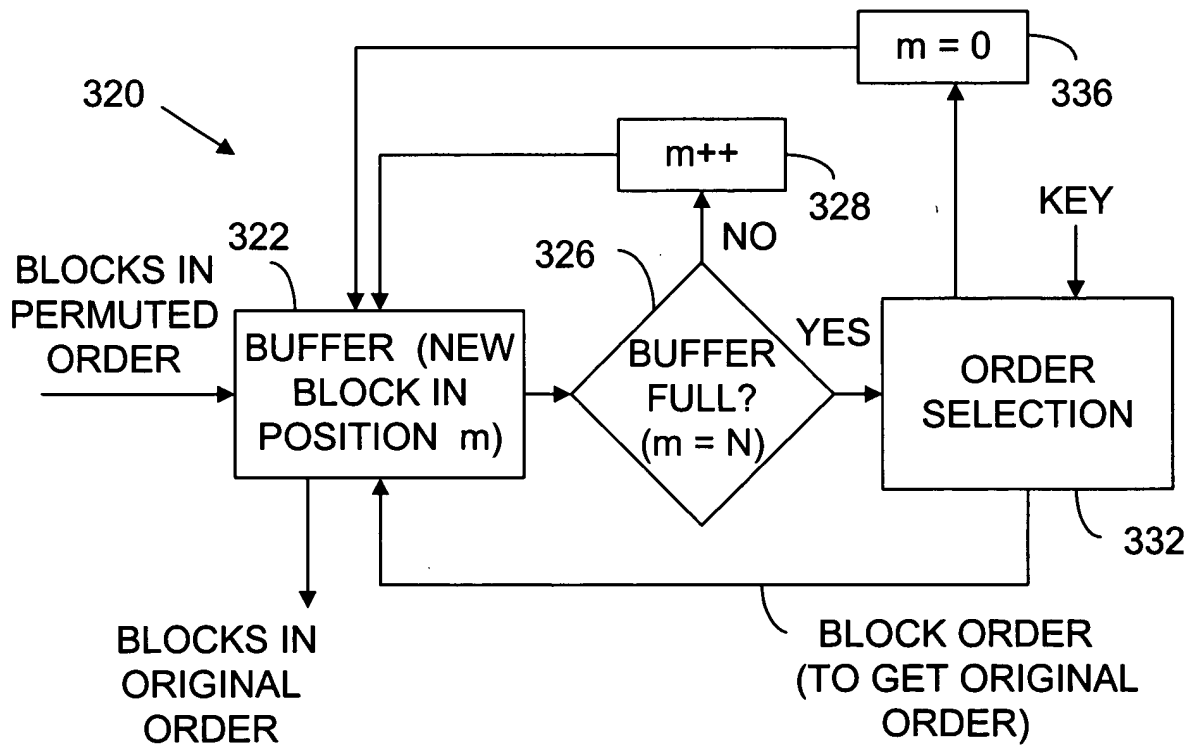 m = 0
336
320
m++
328
KEY
NO
322
326
BLOCKS IN
PERMUTED
ORDER
YES
BUFFER (NEW
BLOCK IN
POSITION m)
BUFFER
FULL?
(m = N)
ORDER
SELECTION
332
BLOCKS IN
ORIGINAL
ORDER
BLOCK ORDER
(TO GET ORIGINAL
ORDER)